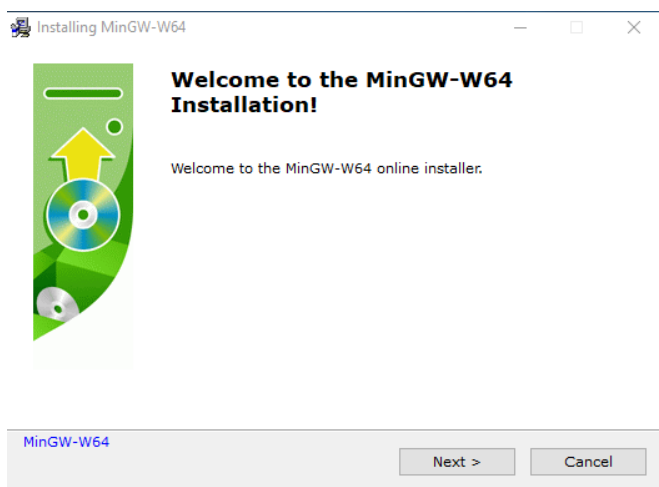 Installing MinGW-W64
Welcome to the MinGW-W64
Installation!
Welcome to the MinGW-W64 online installer.
MinGW-W64
Next >
Cancel